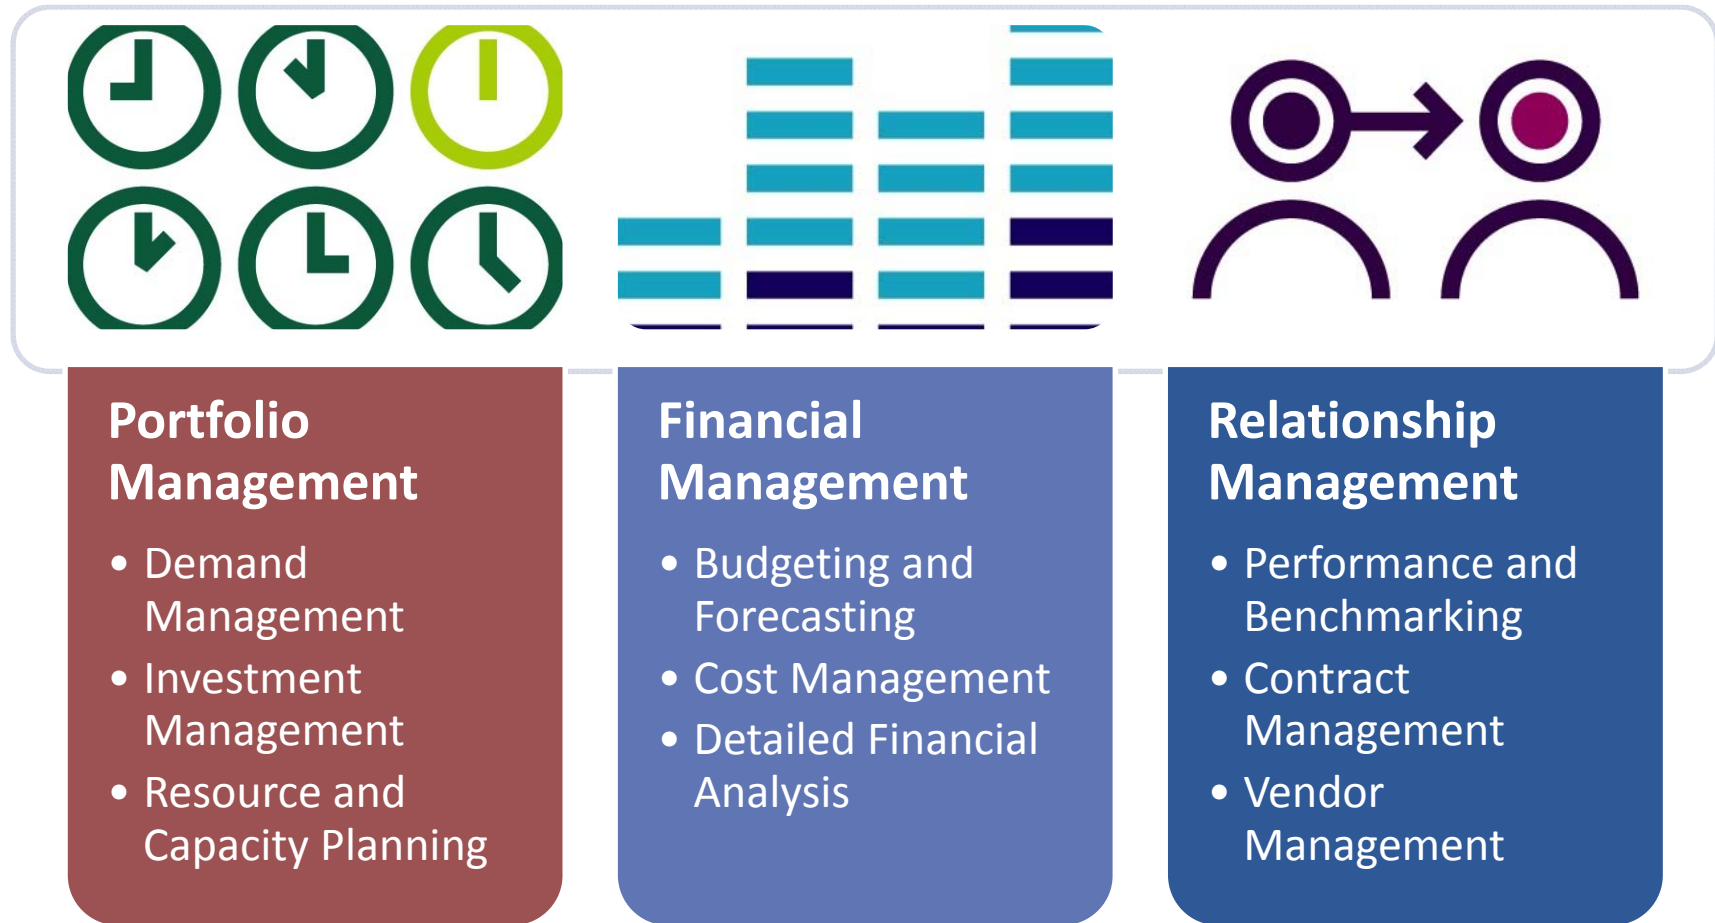 Portfolio
Management
• Demand
Management
• Investment
Management
• Resource and
Capacity Planning
Financial
Management
• Budgeting and
Forecasting
• Cost Management
• Detailed Financial
Analysis
Relationship
Management
• Performance and
Benchmarking
• Contract
Management
• Vendor
Management